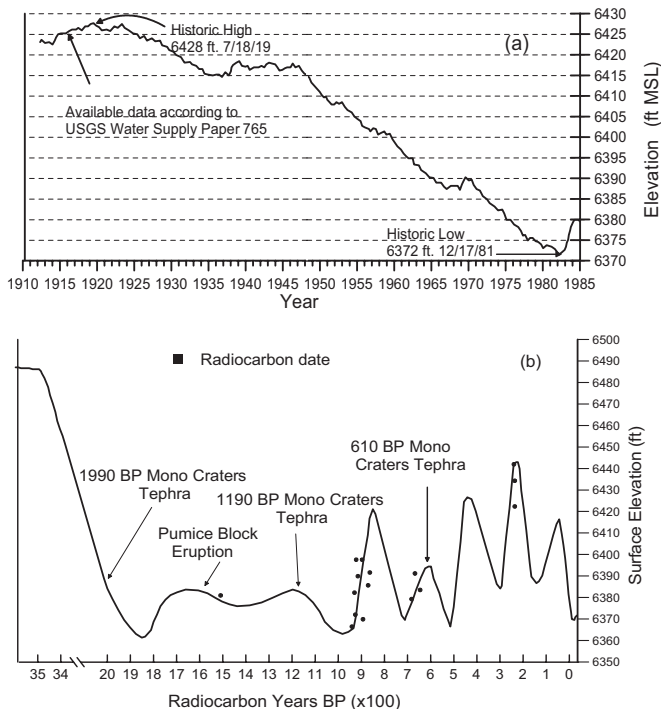 Historic High
6428 ft. 7/18/19
(a)
Available data according to
USGS Water Supply Paper 765
Historic Low
6372 ft. 12/17/81
6430
6425
6420
6415
6410
6405
6400
6395
6390
6385
6380
6375
6370
Elevation (ft MSL)
1910 1915 1920 1925 1930 1935 1940 1945 1950 1955 1960 1965 1970 1975 1980 1985
Year
Radiocarbon date
(b)
1990 BP Mono Craters
Tephra
Pumice Block
Eruption
1190 BP Mono Craters
Tephra
610 BP Mono
Craters Tephra
6500
6490
6480
6470
6460
6450
6440
6430
6420
6410
6400
6390
6380
6370
6360
6350
Surface Elevation (ft)
35 34 20 19 18 17 16 15 14 13 12 11 10 9 8 7 6 5 4 3 2 1 0
Radiocarbon Years BP (x100)